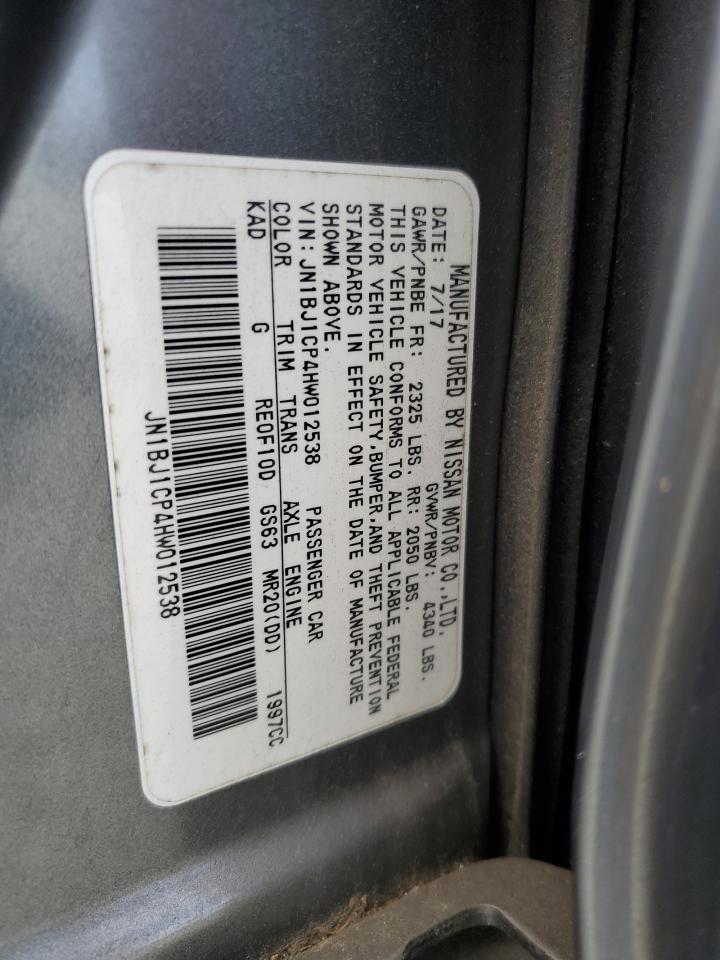 MANUFACTURED BY NISSAN MOTOR CO.,LTD.
DATE: 7/17 GVWR/PNBV: 4340 LBS.
GAWR/PNBE FR: 2325 LBS. RR: 2050 LBS.
THIS VEHICLE CONFORMS TO ALL APPLICABLE FEDERAL
MOTOR VEHICLE SAFETY,BUMPER,AND THEFT PREVENTION
STANDARDS IN EFFECT ON THE DATE OF MANUFACTURE
SHOWN ABOVE.
VIN: JN1BJ1CP4HW012538 PASSENGER CAR
COLOR TRIM TRANS AXLE ENGINE
KAD G RE0F10D GS63 MR20(DD) 1997CC
JN1BJ1CP4HW012538